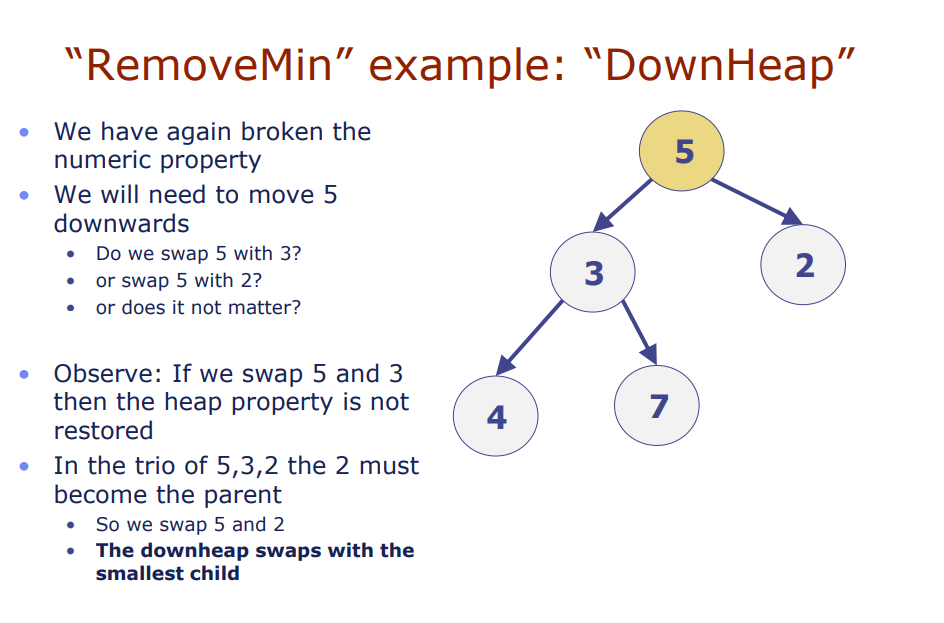 “RemoveMin” example: “DownHeap”
• We have again broken the
numeric property
• We will need to move 5
downwards
• Do we swap 5 with 3?
• or swap 5 with 2?
• or does it not matter?
• Observe: If we swap 5 and 3
then the heap property is not
restored
• In the trio of 5,3,2 the 2 must
become the parent
• So we swap 5 and 2
• The downheap swaps with the
smallest child
5
3
2
4
7